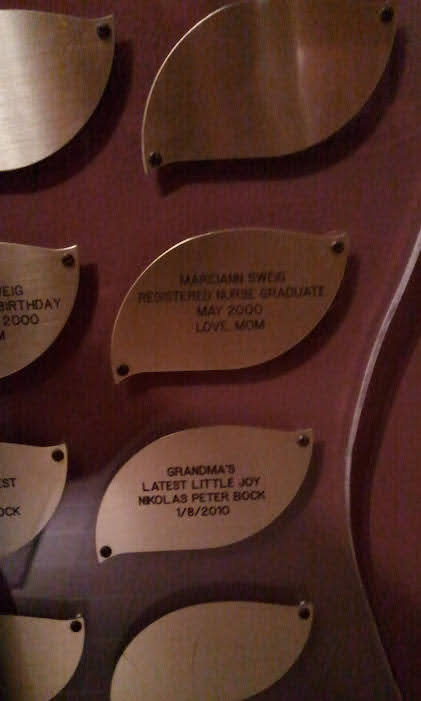 MARCIANN SWEIG
REGISTERED NURSE GRADUATE
MAY 2000
LOVE, MOM
EIG
BIRTHDAY
2000
M
GRANDMA'S
LATEST LITTLE JOY
NIKOLAS PETER BOCK
1/8/2010
EST
OCK